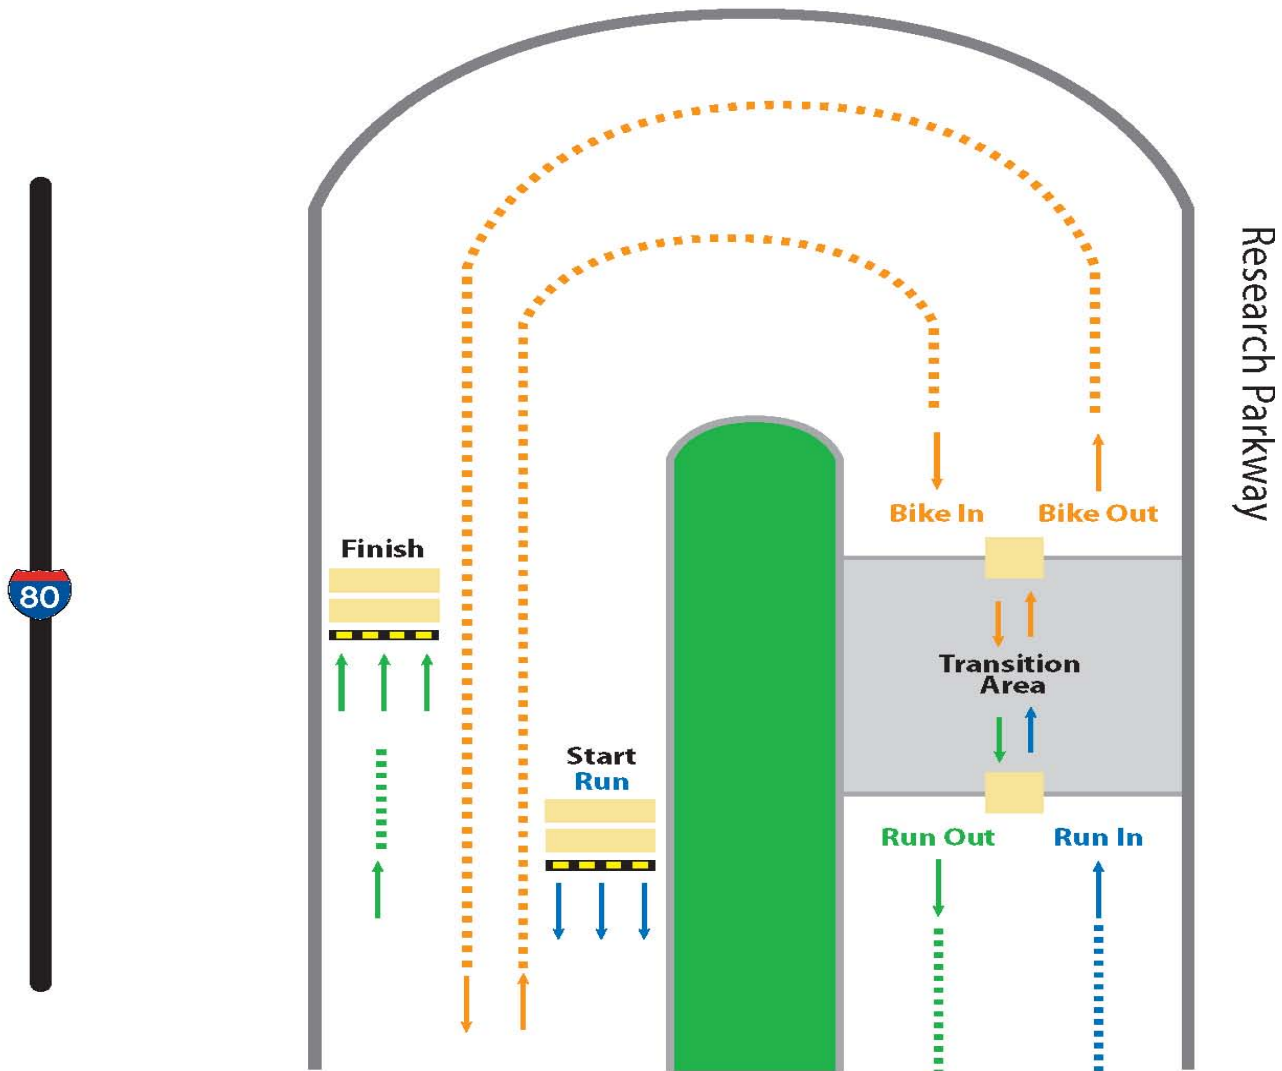 Research Parkway
Bike In
Bike Out
Finish
80
Transition
Area
Start
Run
Run Out
Run In